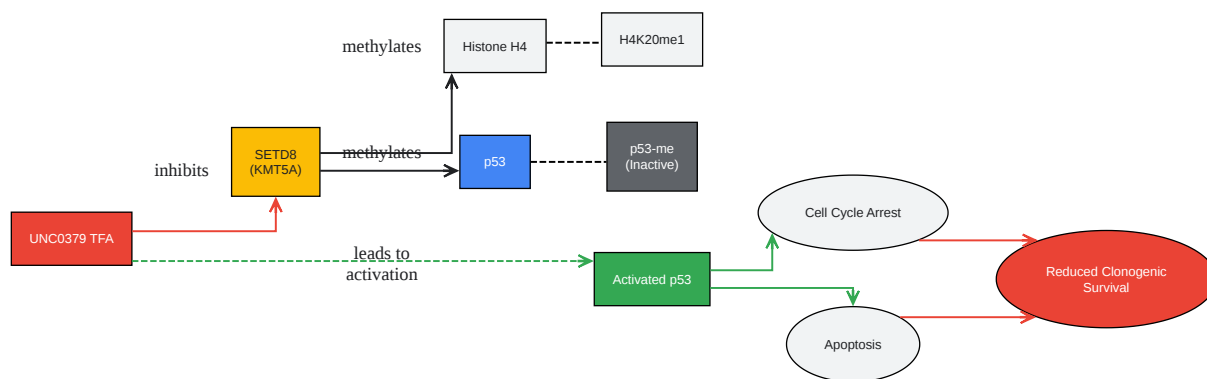 methylates
Histone H4
H4K20me1
inhibits
SETD8
(KMT5A)
methylates
p53
p53-me
(Inactive)
UNC0379 TFA
leads to
activation
Activated p53
Cell Cycle Arrest
Apoptosis
Reduced Clonogenic
Survival